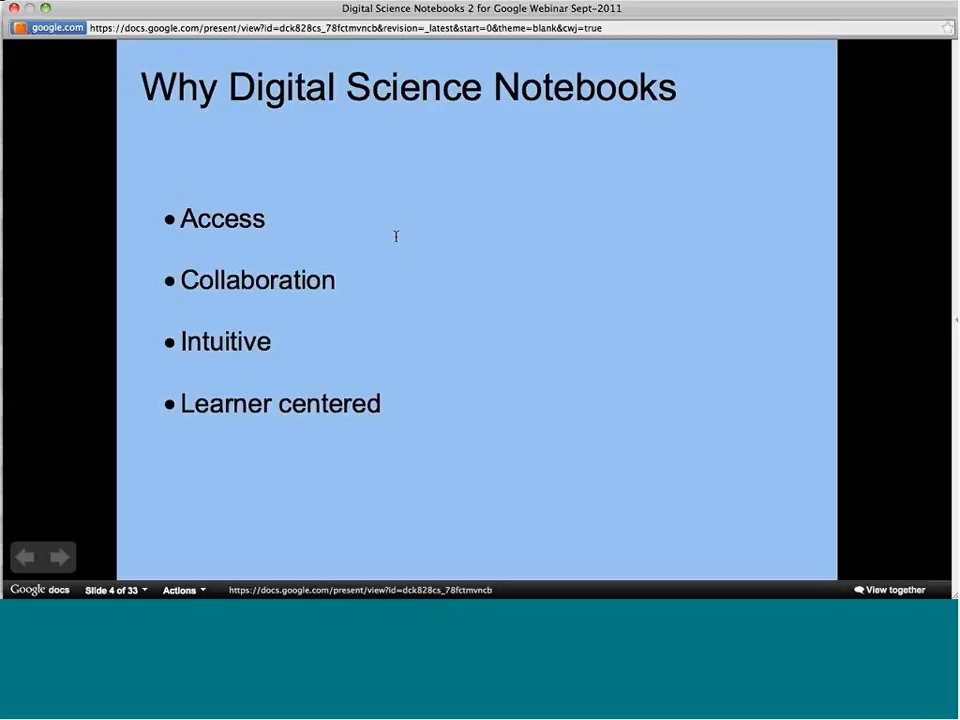 Digital Science Notebooks 2 for Google Webinar Sept-2011
google.com https://docs.google.com/present/view?id=dck828cs_78fctmvncb&revision=_latest&start=0&theme=blank&cwj=true
Why Digital Science Notebooks
• Access
• Collaboration
• Intuitive
• Learner centered
Google docs Slide 4 of 33 Actions https://docs.google.com/present/view?id=dck828cs_78fctmvncb View together